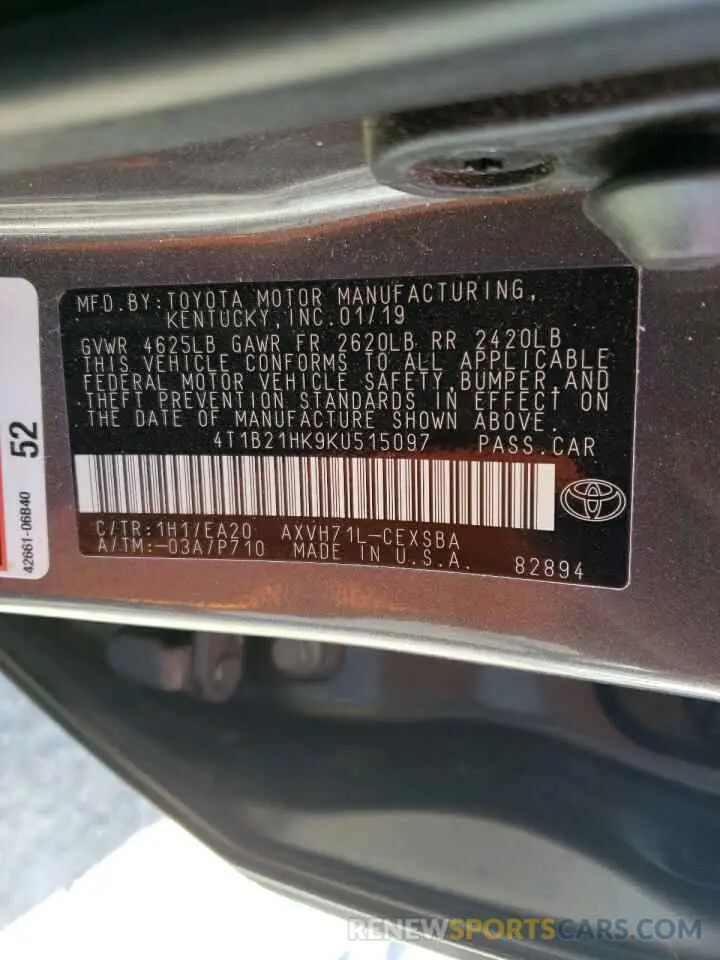 MFD.BY:TOYOTA MOTOR MANUFACTURING,
KENTUCKY,INC.01/19
GVWR 4625LB GAWR FR 2620LB RR 2420LB
THIS VEHICLE CONFORMS TO ALL APPLICABLE
FEDERAL MOTOR VEHICLE SAFETY,BUMPER,AND
THEFT PREVENTION STANDARDS IN EFFECT ON
THE DATE OF MANUFACTURE SHOWN ABOVE.
4T1B21HK9KU515097 PASS.CAR
C/TR:1H1/EA20 AXVH71L-CEXSBA
A/TM:-03A/P710 MADE IN U.S.A.
82894
52
42661-06B40
RENEWSPORTSCARS.COM